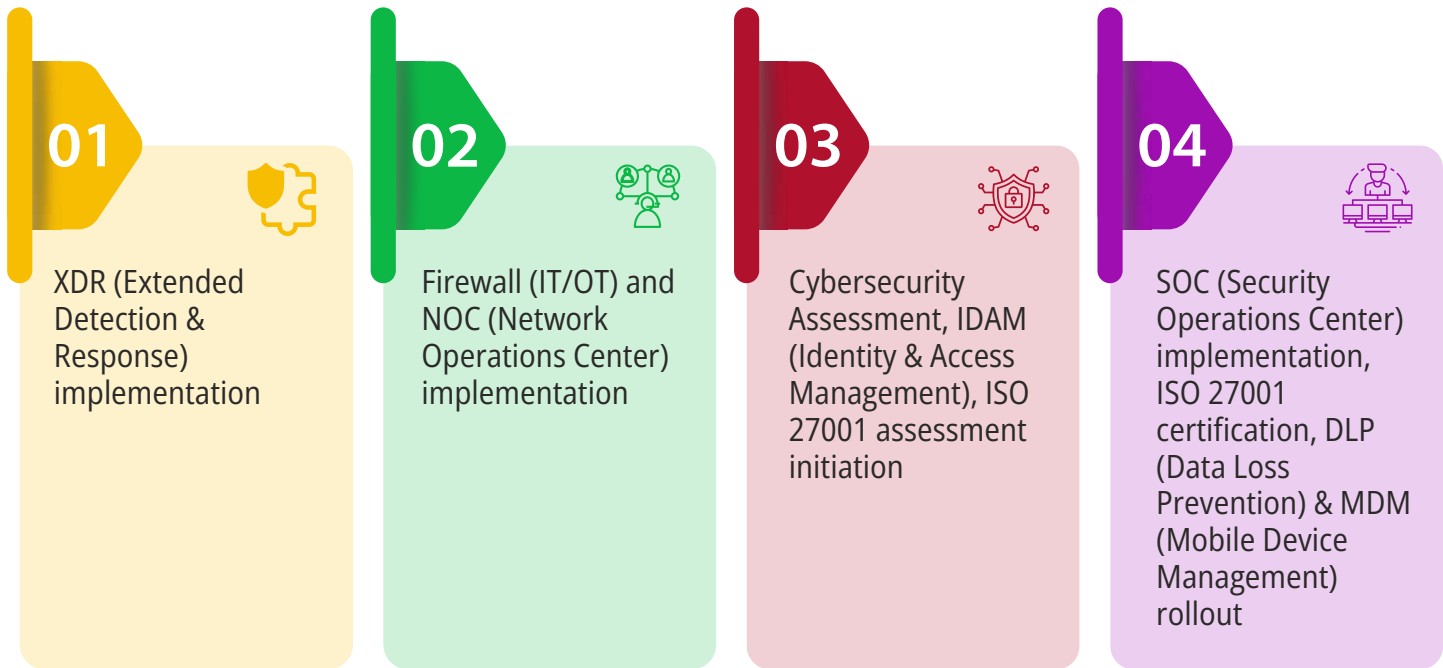 01
XDR (Extended
Detection &
Response)
implementation
02
Firewall (IT/OT) and
NOC (Network
Operations Center)
implementation
03
Cybersecurity
Assessment, IDAM
(Identity & Access
Management), ISO
27001 assessment
initiation
04
SOC (Security
Operations Center)
implementation,
ISO 27001
certification, DLP
(Data Loss
Prevention) & MDM
(Mobile Device
Management)
rollout